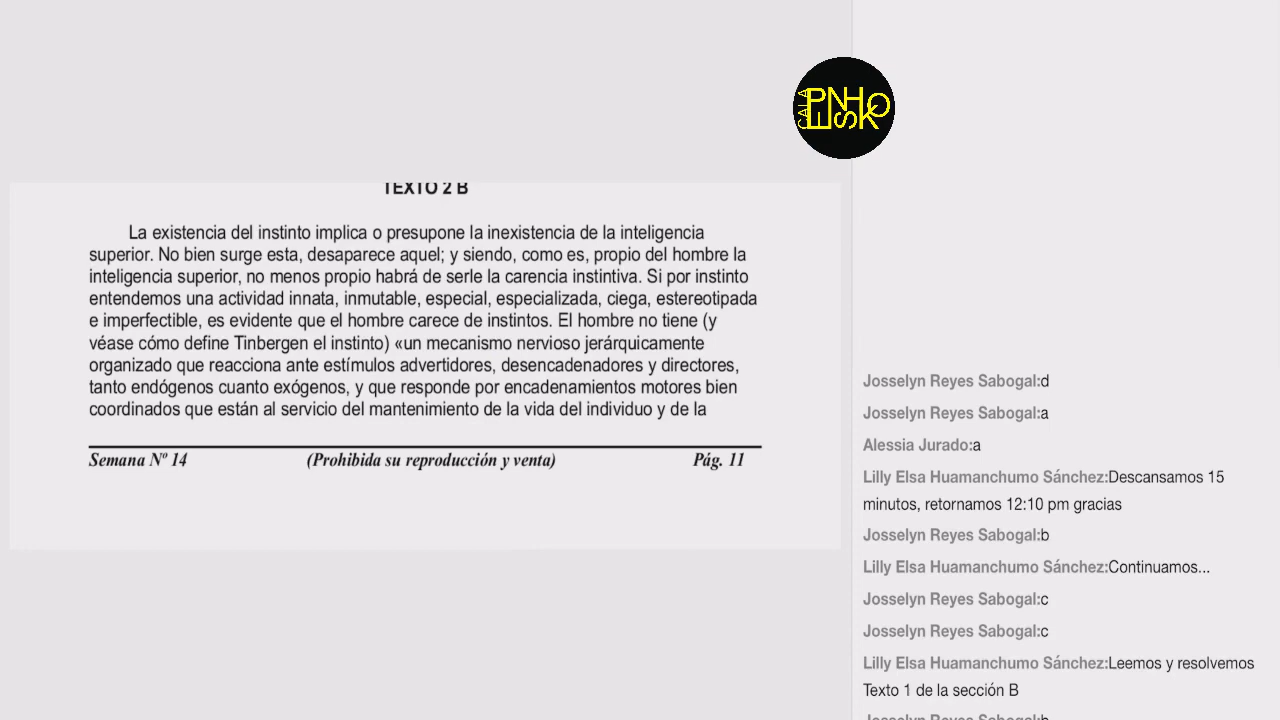 CALA PENSHKO
TEXTO 2 B
La existencia del instinto implica o presupone la inexistencia de la inteligencia
superior. No bien surge esta, desaparece aquel; y siendo, como es, propio del hombre la
inteligencia superior, no menos propio habrá de serle la carencia instintiva. Si por instinto
entendemos una actividad innata, inmutable, especial, especializada, ciega, estereotipada
e imperfectible, es evidente que el hombre carece de instintos. El hombre no tiene (y
véase cómo define Tinbergen el instinto) «un mecanismo nervioso jerárquicamente
organizado que reacciona ante estímulos advertidores, desencadenadores y directores,
tanto endógenos cuanto exógenos, y que responde por encadenamientos motores bien
coordinados que están al servicio del mantenimiento de la vida del individuo y de la
Semana Nº 14 (Prohibida su reproducción y venta) Pág. 11
Josselyn Reyes Sabogal:d
Josselyn Reyes Sabogal:a
Alessia Jurado:a
Lilly Elsa Huamanchumo Sánchez:Descansamos 15
minutos, retornamos 12:10 pm gracias
Josselyn Reyes Sabogal:b
Lilly Elsa Huamanchumo Sánchez:Continuamos...
Josselyn Reyes Sabogal:c
Josselyn Reyes Sabogal:c
Lilly Elsa Huamanchumo Sánchez:Leemos y resolvemos
Texto 1 de la sección B
Josselyn Reyes Sabogal:b